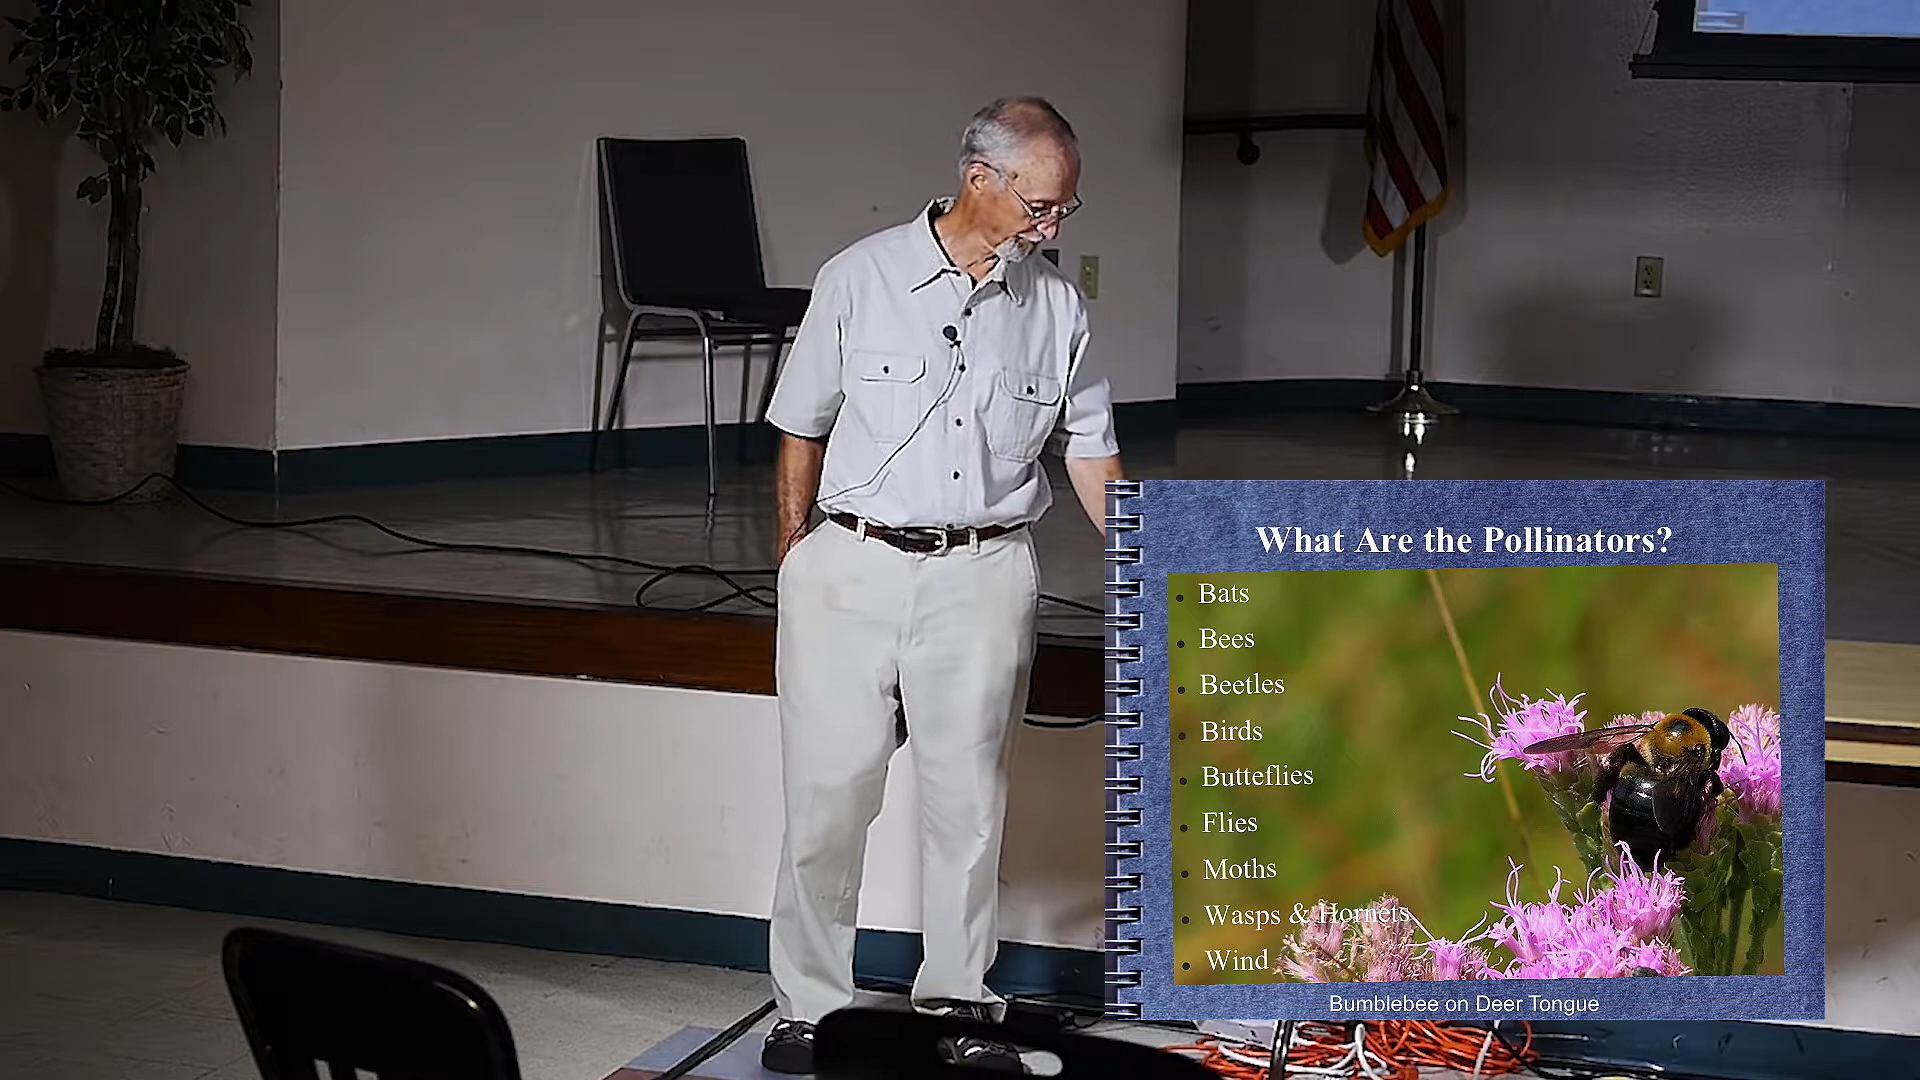 What Are the Pollinators?
Bats
Bees
Beetles
Birds
Butteflies
Flies
Moths
Wasps & Hornets
Wind
Bumblebee on Deer Tongue